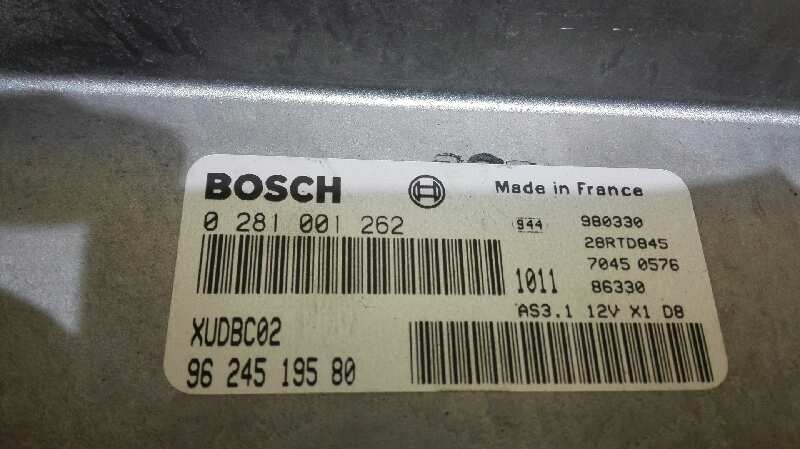 BOSCH Made in France
0 281 001 262 944 980330
28RTD845
1011 7045 0576
86330
AS3.1 12V X1 D8
XUDBC02
96 245 195 80